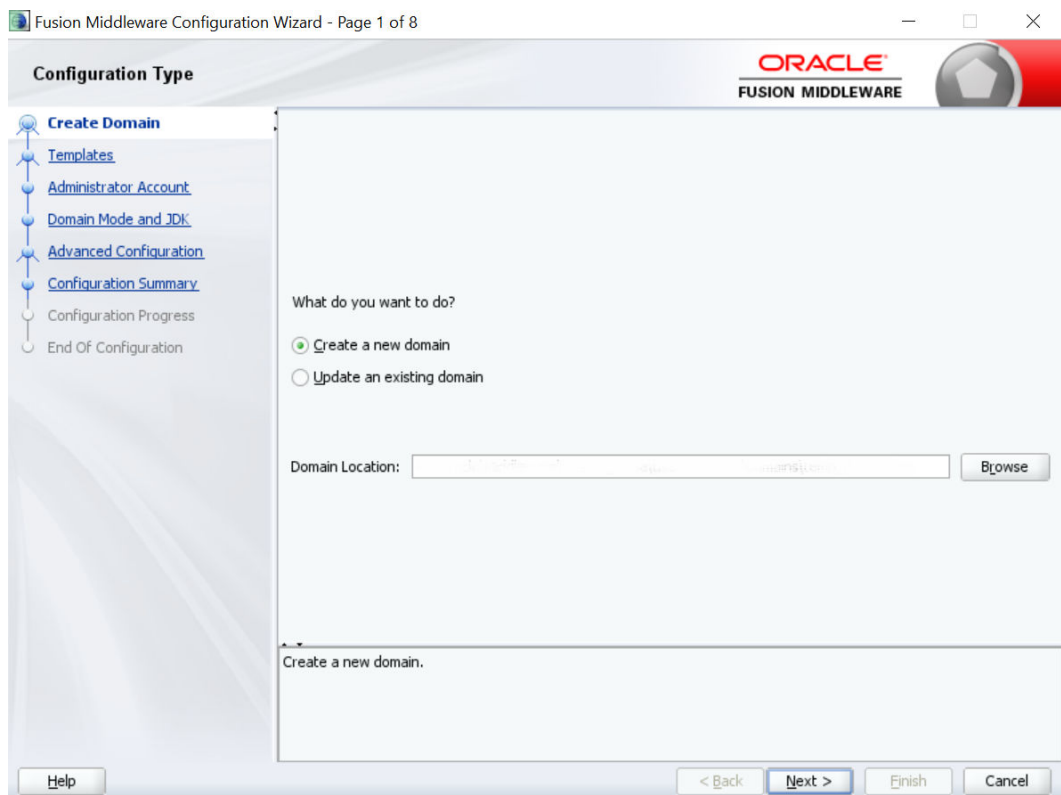 Fusion Middleware Configuration Wizard - Page 1 of 8
Configuration Type
ORACLE
FUSION MIDDLEWARE
Create Domain
Templates
Administrator Account
Domain Mode and JDK
Advanced Configuration
Configuration Summary
Configuration Progress
End Of Configuration
What do you want to do?
Create a new domain
Update an existing domain
Domain Location:
Browse
Create a new domain.
Help
< Back
Next >
Finish
Cancel